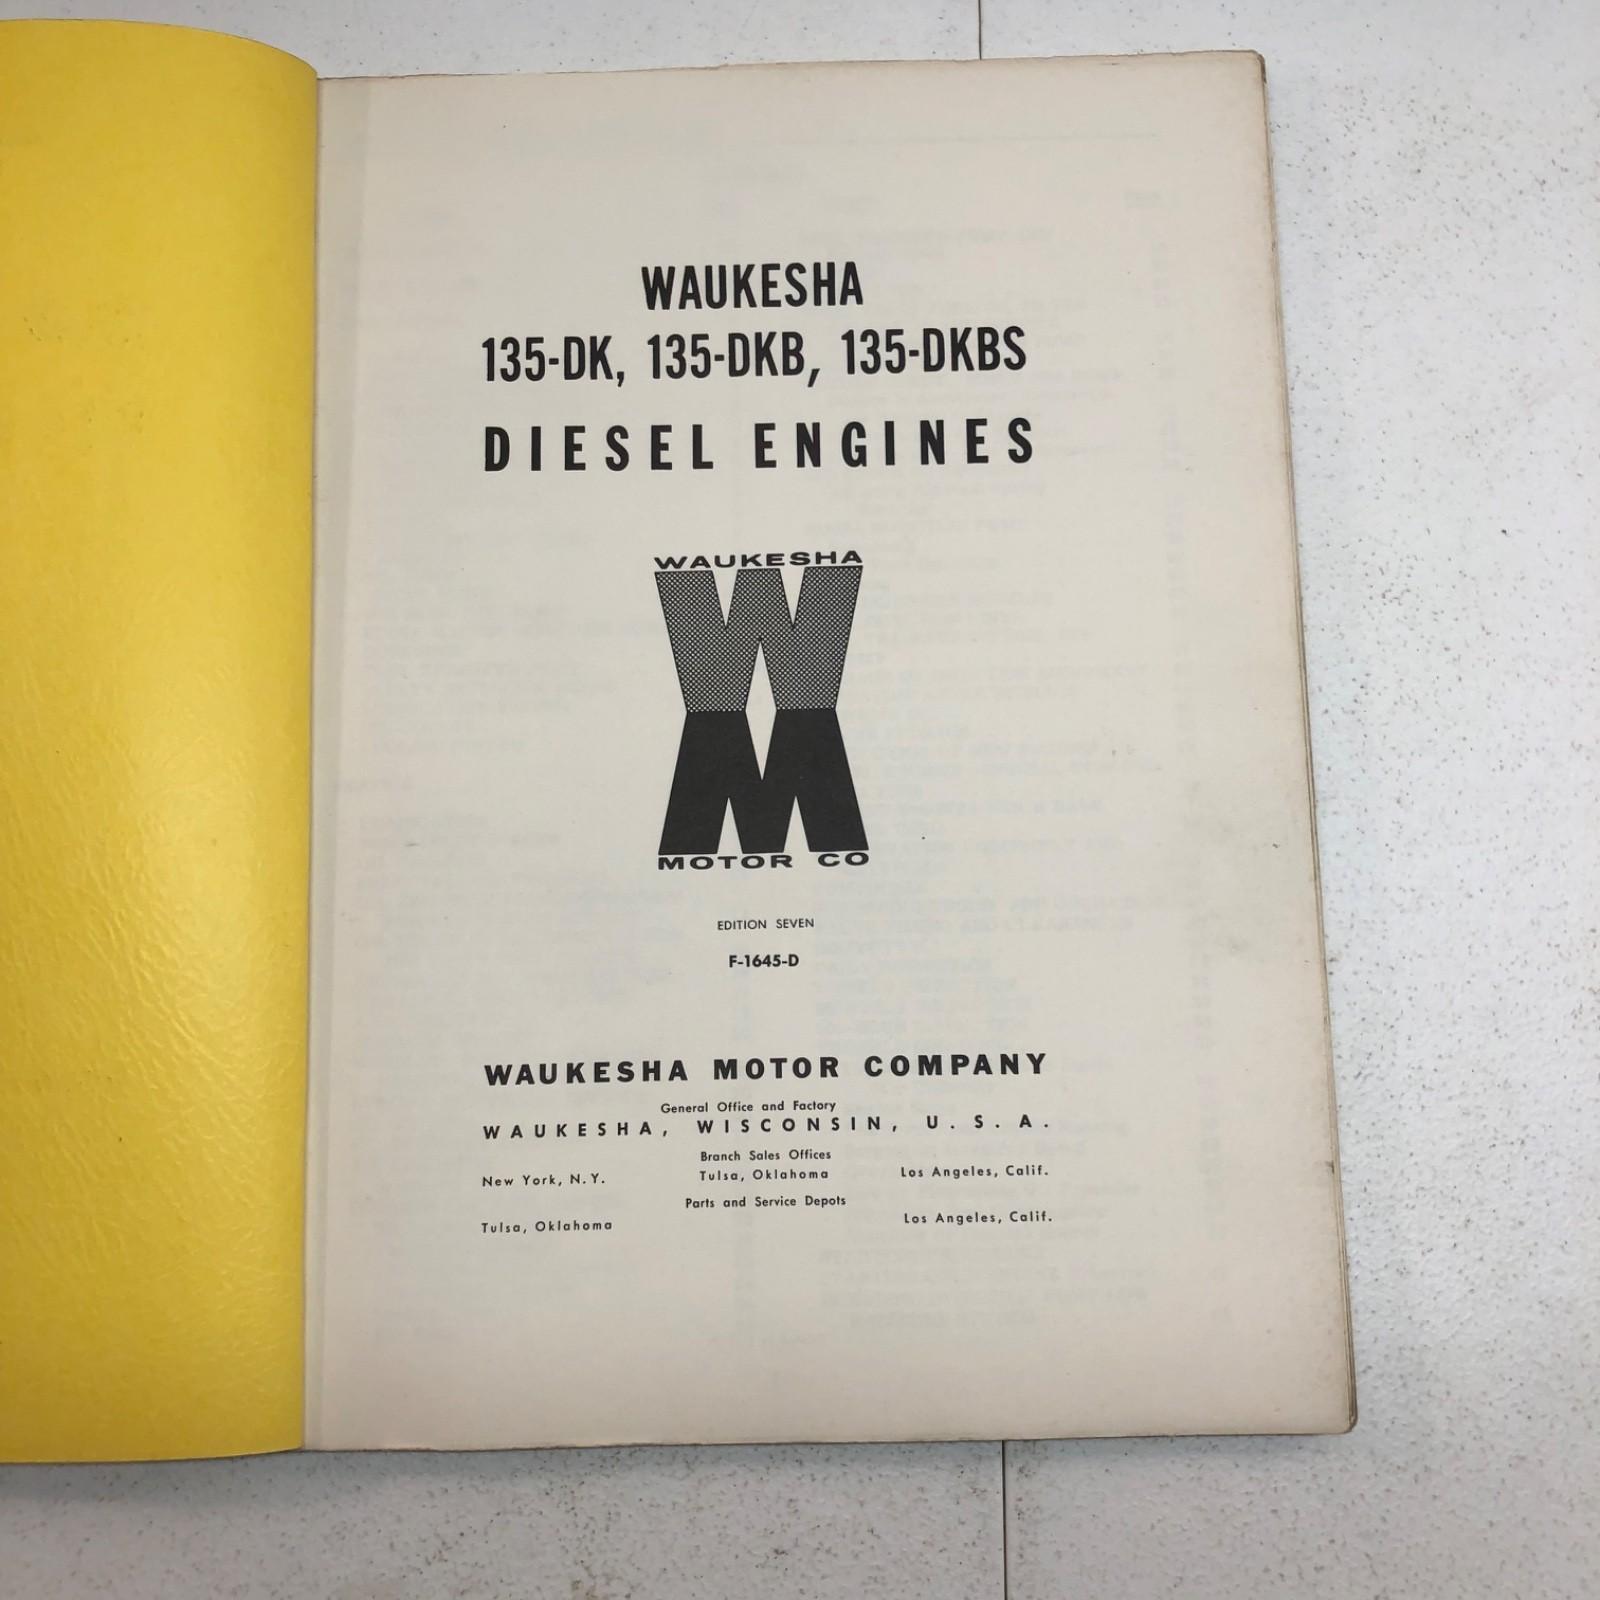 WAUKESHA
135-DK, 135-DKB, 135-DKBS
DIESEL ENGINES
WAUKESHA
MOTOR CO
EDITION SEVEN
F-1645-D
WAUKESHA MOTOR COMPANY
General Office and Factory
WAUKESHA, WISCONSIN, U. S. A.
Branch Sales Offices
New York, N.Y. Tulsa, Oklahoma Los Angeles, Calif.
Parts and Service Depots
Tulsa, Oklahoma Los Angeles, Calif.